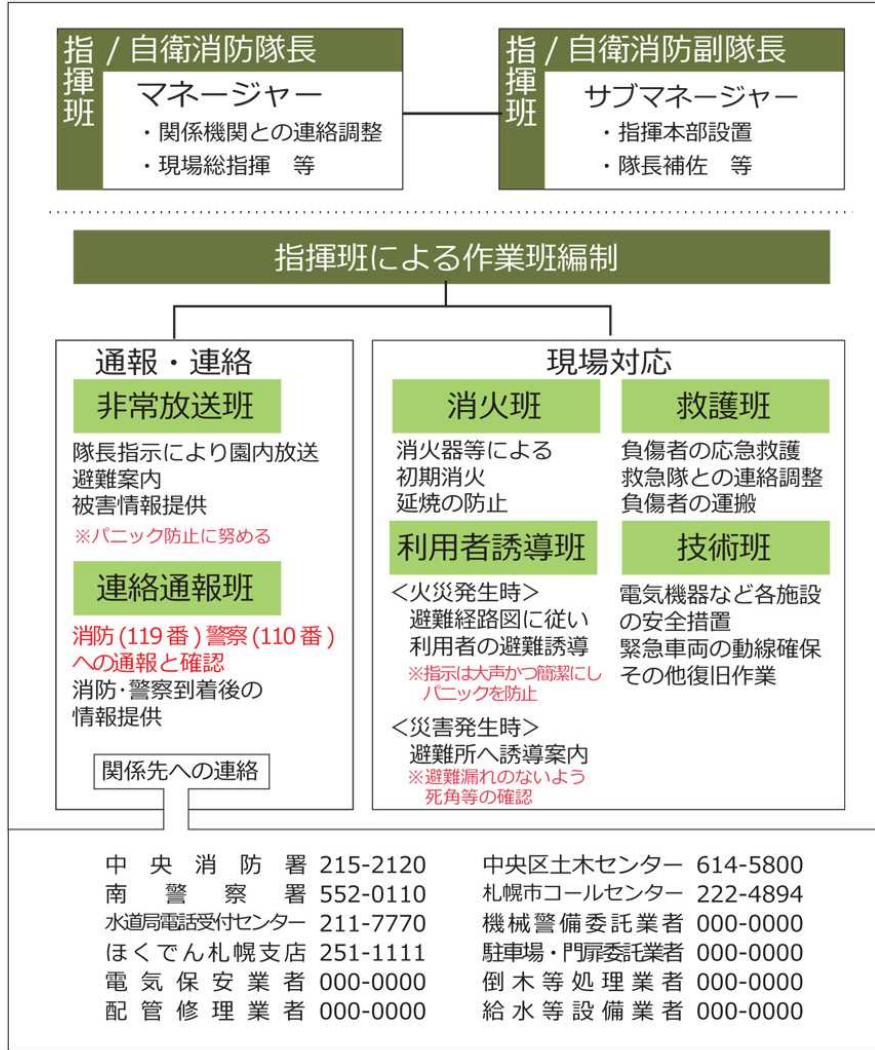 指揮班 / 自衛消防隊長
マネージャー
・関係機関との連絡調整
・現場総指揮　等
指揮班 / 自衛消防副隊長
サブマネージャー
・指揮本部設置
・隊長補佐　等
指揮班による作業班編制
通報・連絡
非常放送班
隊長指示により園内放送
避難案内
被害情報提供
※パニック防止に努める
連絡通報班
消防(119番)警察(110番)
への通報と確認
消防・警察到着後の
情報提供
関係先への連絡
現場対応
消火班
消火器等による
初期消火
延焼の防止
救護班
負傷者の応急救護
救急隊との連絡調整
負傷者の運搬
利用者誘導班
＜火災発生時＞
避難経路図に従い
利用者の避難誘導
※指示は大声かつ簡潔にし
パニックを防止
＜災害発生時＞
避難所へ誘導案内
※避難漏れのないよう
死角等の確認
技術班
電気機器など各施設
の安全措置
緊急車両の動線確保
その他復旧作業
中央消防署 215-2120
南警察署 552-0110
水道局電話受付センター 211-7770
ほくでん札幌支店 251-1111
電気保安業者 000-0000
配管修理業者 000-0000
中央区土木センター 614-5800
札幌市コールセンター 222-4894
機械警備委託業者 000-0000
駐車場・門扉委託業者 000-0000
倒木等処理業者 000-0000
給水等設備業者 000-0000